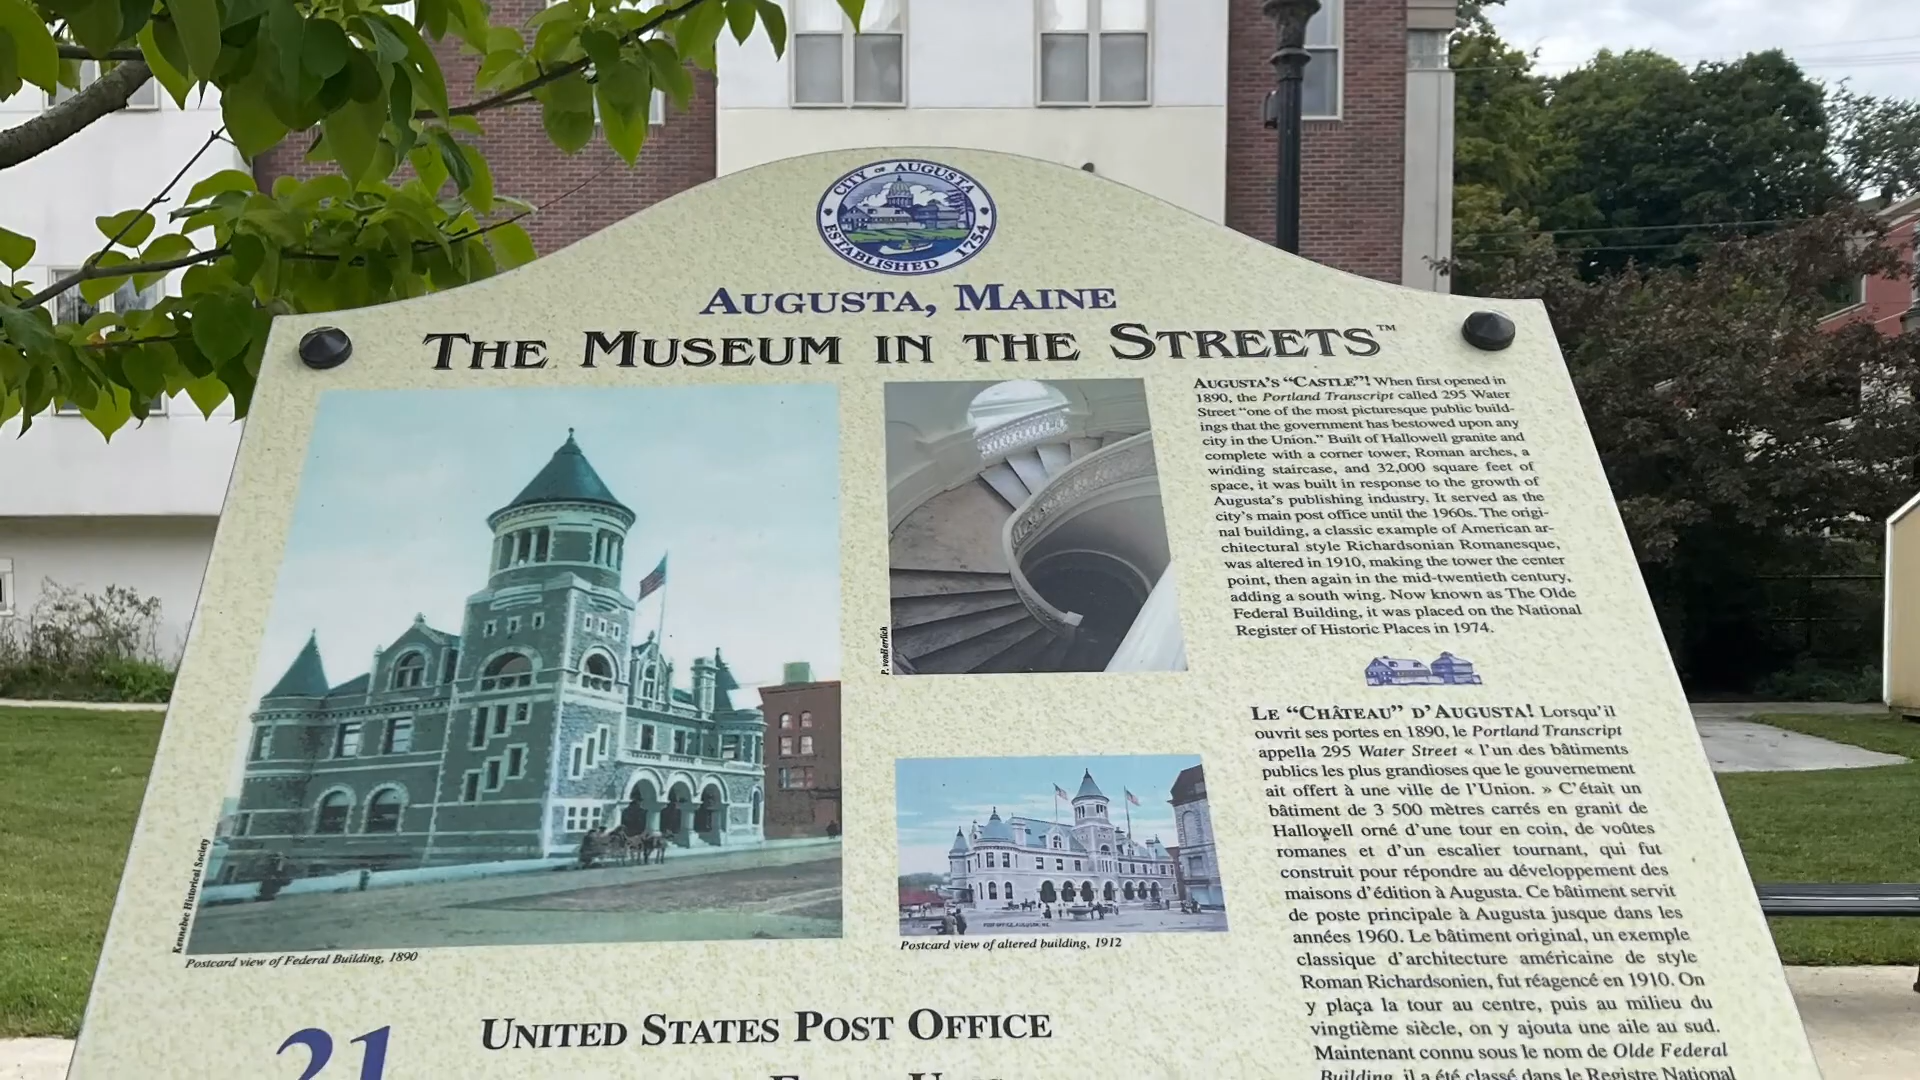 CITY OF AUGUSTA
ESTABLISHED 1754
AUGUSTA, MAINE
THE MUSEUM IN THE STREETS™
AUGUSTA'S "CASTLE"! When first opened in
1890, the Portland Transcript called 295 Water
Street "one of the most picturesque public build-
ings that the government has bestowed upon any
city in the Union." Built of Hallowell granite and
complete with a corner tower, Roman arches, a
winding staircase, and 32,000 square feet of
space, it was built in response to the growth of
Augusta's publishing industry. It served as the
city's main post office until the 1960s. The origi-
nal building, a classic example of American ar-
chitectural style Richardsonian Romanesque,
was altered in 1910, making the tower the center
point, then again in the mid-twentieth century,
adding a south wing. Now known as The Olde
Federal Building, it was placed on the National
Register of Historic Places in 1974.
P. vonHerrlich
LE "CHÂTEAU" D'AUGUSTA! Lorsqu'il
ouvrit ses portes en 1890, le Portland Transcript
appella 295 Water Street « l'un des bâtiments
publics les plus grandioses que le gouvernement
ait offert à une ville de l'Union. » C'était un
bâtiment de 3 500 mètres carrés en granit de
Hallowell orné d'une tour en coin, de voûtes
romanes et d'un escalier tournant, qui fut
construit pour répondre au développement des
maisons d'édition à Augusta. Ce bâtiment servit
de poste principale à Augusta jusque dans les
années 1960. Le bâtiment original, un exemple
classique d'architecture américaine de style
Roman Richardsonien, fut réagencé en 1910. On
y plaça la tour au centre, puis au milieu du
vingtième siècle, on y ajouta une aile au sud.
Maintenant connu sous le nom de Olde Federal
Building, il a été classé dans le Registre National
Kennebec Historical Society
Postcard view of Federal Building, 1890
POST OFFICE, AUGUSTA, ME.
Postcard view of altered building, 1912
21
UNITED STATES POST OFFICE